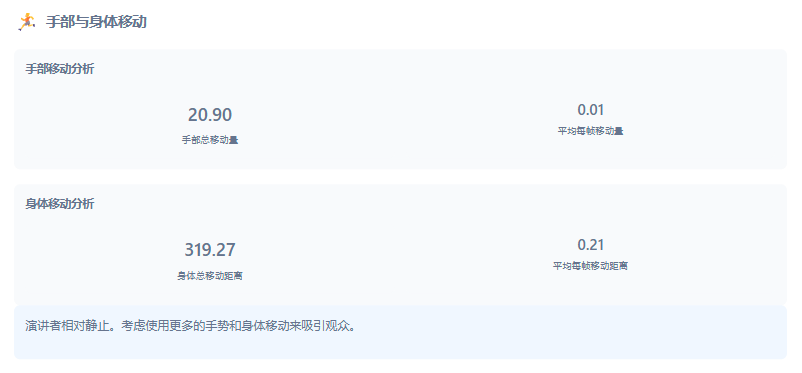 手部与身体移动
手部移动分析
20.90
手部总移动量
0.01
平均每帧移动量
身体移动分析
319.27
身体总移动距离
0.21
平均每帧移动距离
演讲者相对静止。考虑使用更多的手势和身体移动来吸引观众。